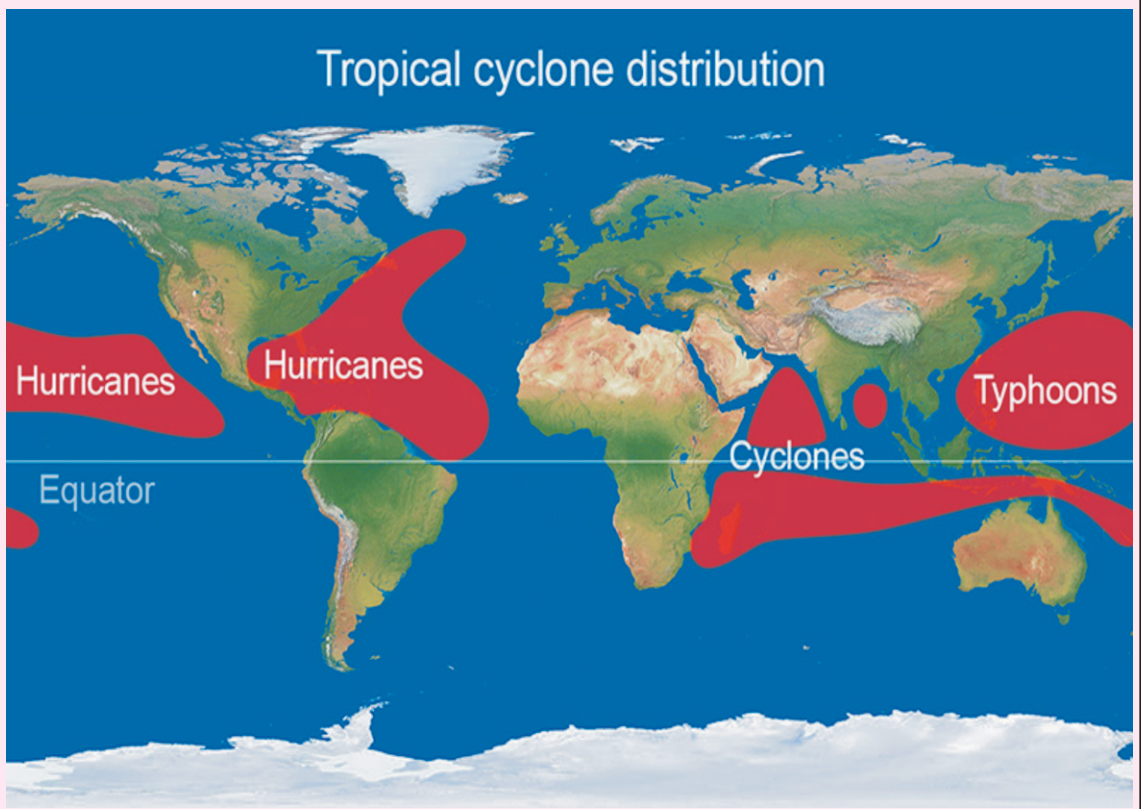 Tropical cyclone distribution
Hurricanes
Hurricanes
Typhoons
Cyclones
Equator